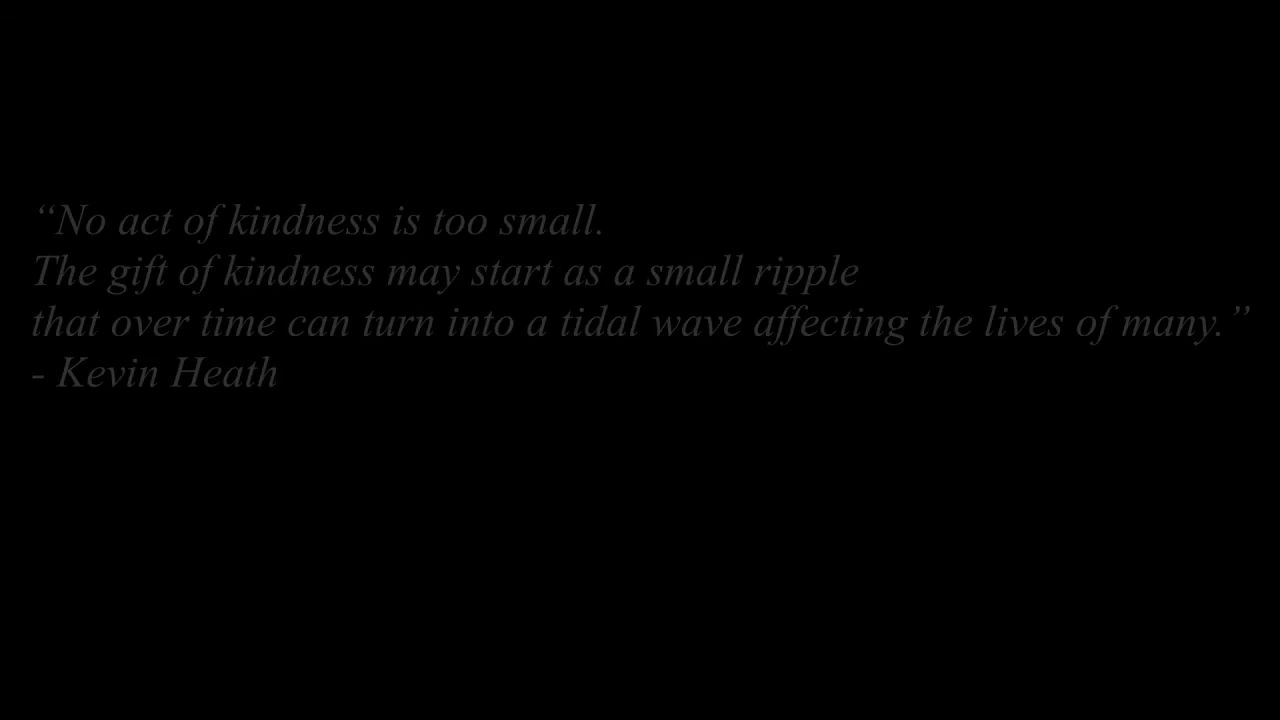 “No act of kindness is too small.
The gift of kindness may start as a small ripple
that over time can turn into a tidal wave affecting the lives of many.”
- Kevin Heath